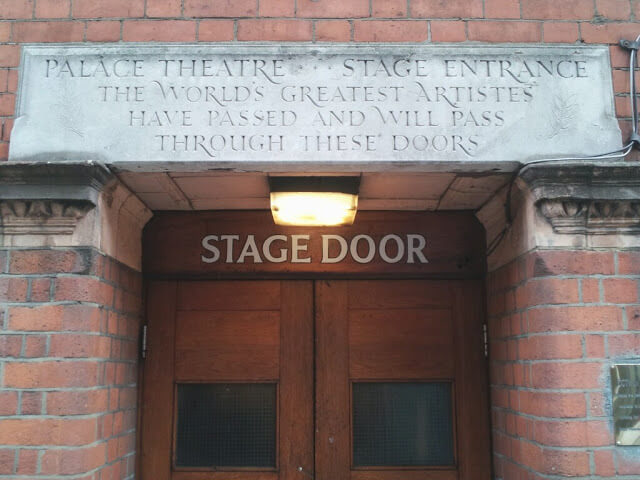 PALACE THEATRE · STAGE ENTRANCE
THE WORLD'S GREATEST ARTISTES
HAVE PASSED AND WILL PASS
THROUGH THESE DOORS
STAGE DOOR